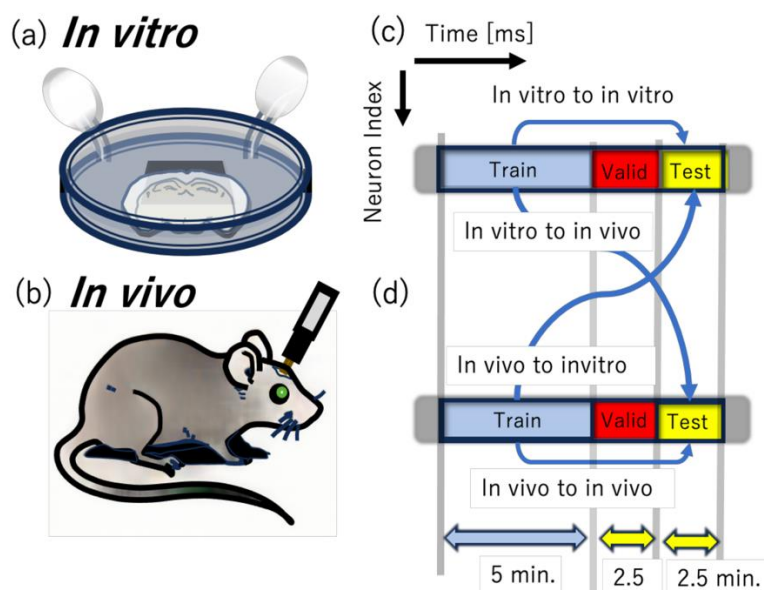 (a) In vitro
(b) In vivo
(c) Time [ms]
Neuron Index
In vitro to in vitro
Train Valid Test
In vitro to in vivo
(d)
In vivo to invitro
Train Valid Test
In vivo to in vivo
5 min. 2.5 2.5 min.